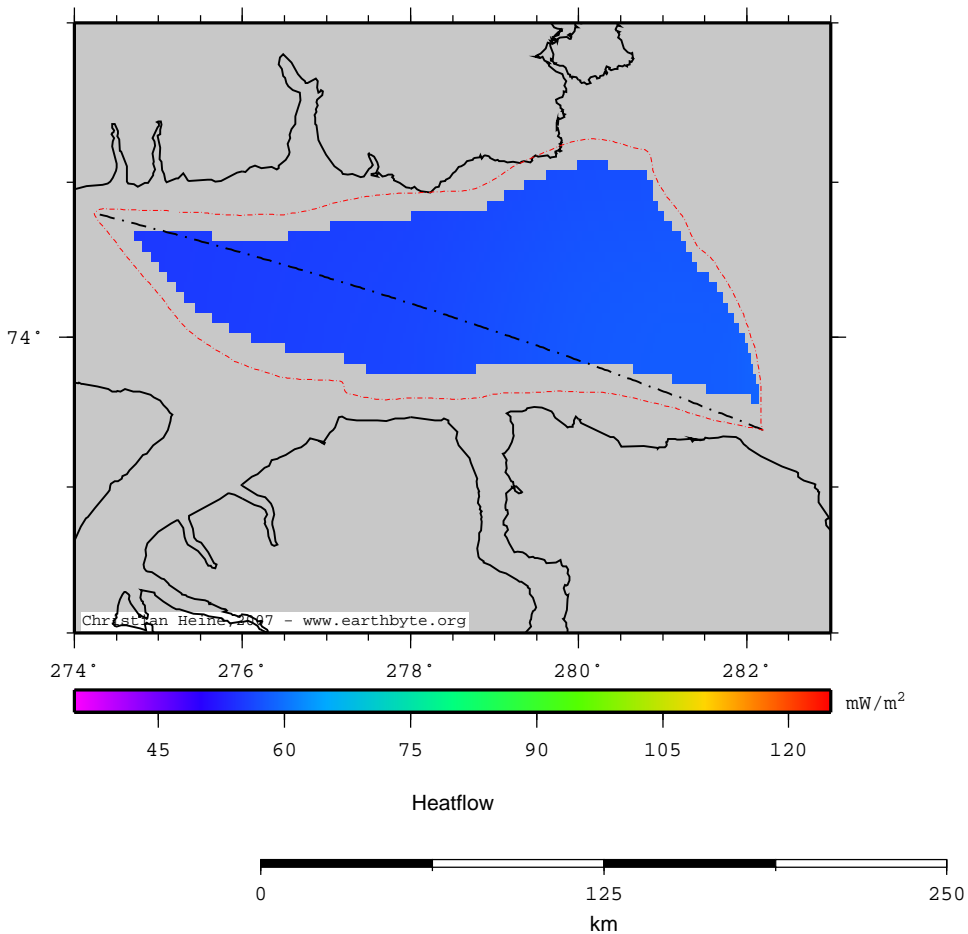 74°
Christian Heine, 2007 - www.earthbyte.org
274° 276° 278° 280° 282°
mW/m²
45 60 75 90 105 120
Heatflow
0 125 250
km